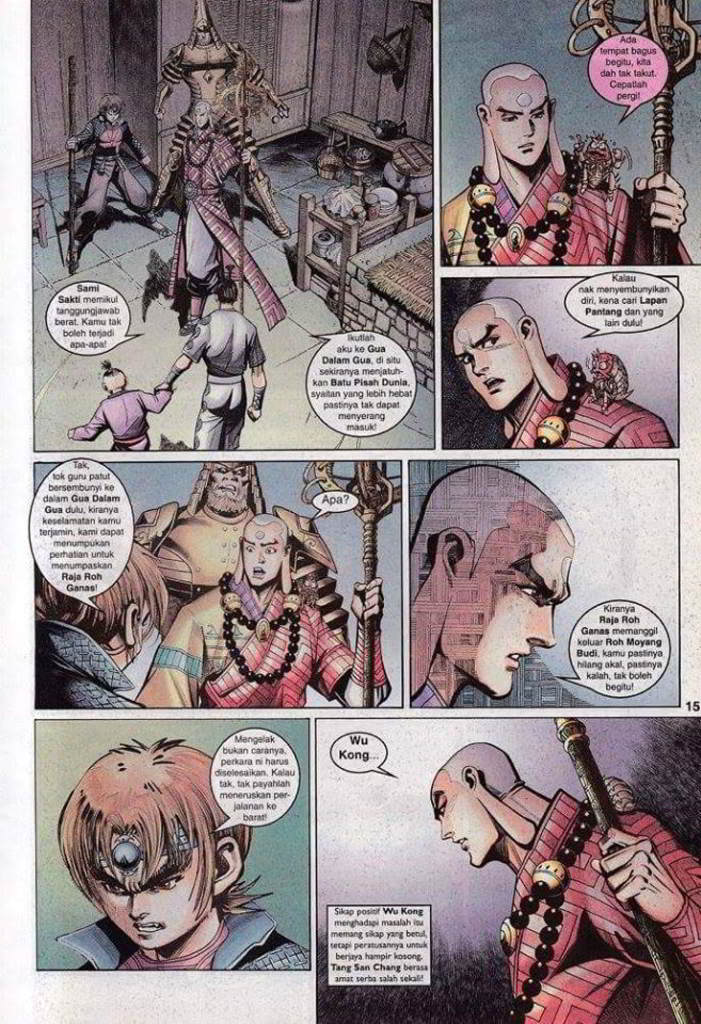 Sami
Sakti memikul
tanggungjawab
berat. Kamu tak
boleh terjadi
apa-apa!
Ikutlah
aku ke Gua
Dalam Gua, di situ
sekiranya menjatuh-
kan Batu Pisah Dunia,
syaitan yang lebih hebat
pastinya tak dapat
menyerang
masuk!
Ada
tempat bagus
begitu, kita
dah tak takut.
Cepatlah
pergi!
Kalau
nak menyembunyikan
diri, kena cari Lapan
Pantang dan yang
lain dulu!
Tak,
tok guru patut
bersembunyi ke
dalam Gua Dalam
Gua dulu, kiranya
keselamatan kamu
terjamin, kami dapat
menumpukan
perhatian untuk
menumpaskan
Raja Roh
Ganas!
Apa?
Kiranya
Raja Roh
Ganas memanggil
keluar Roh Moyang
Budi, kamu pastinya
hilang akal, pastinya
kalah, tak boleh
begitu!
15
Mengelak
bukan caranya,
perkara ni harus
diselesaikan. Kalau
tak, tak payahlah
meneruskan per-
jalanan ke
barat!
Wu
Kong...
Sikap positif Wu Kong
menghadapi masalah itu
memang sikap yang betul,
tetapi peratusannya untuk
berjaya hampir kosong.
Tang San Chang berasa
amat serba salah sekali!